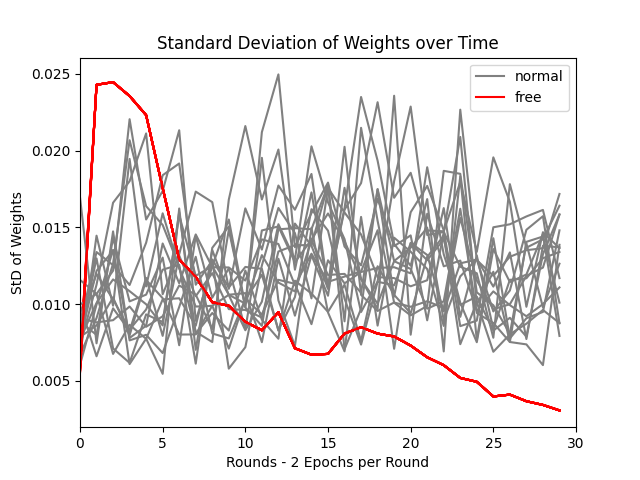 Standard Deviation of Weights over Time
normal
free
StD of Weights
0.025
0.020
0.015
0.010
0.005
0
5
10
15
20
25
30
Rounds - 2 Epochs per Round